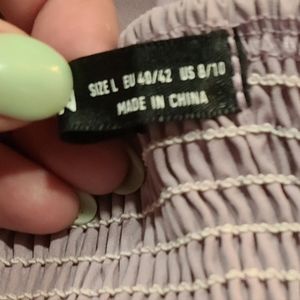 SIZE L EU 40/42 US 8/10
MADE IN CHINA